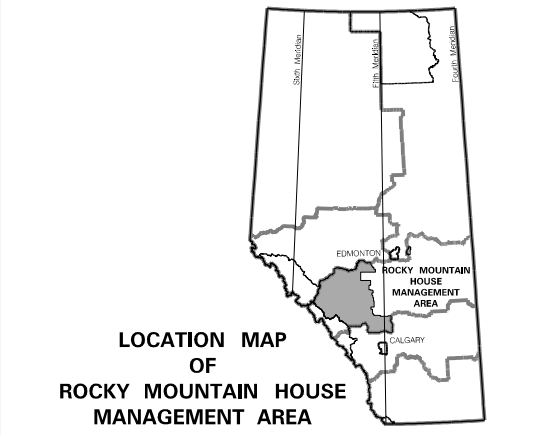 Sixth Meridian
Fifth Meridian
Fourth Meridian
EDMONTON
ROCKY MOUNTAIN
HOUSE
MANAGEMENT
AREA
CALGARY
LOCATION MAP
OF
ROCKY MOUNTAIN HOUSE
MANAGEMENT AREA